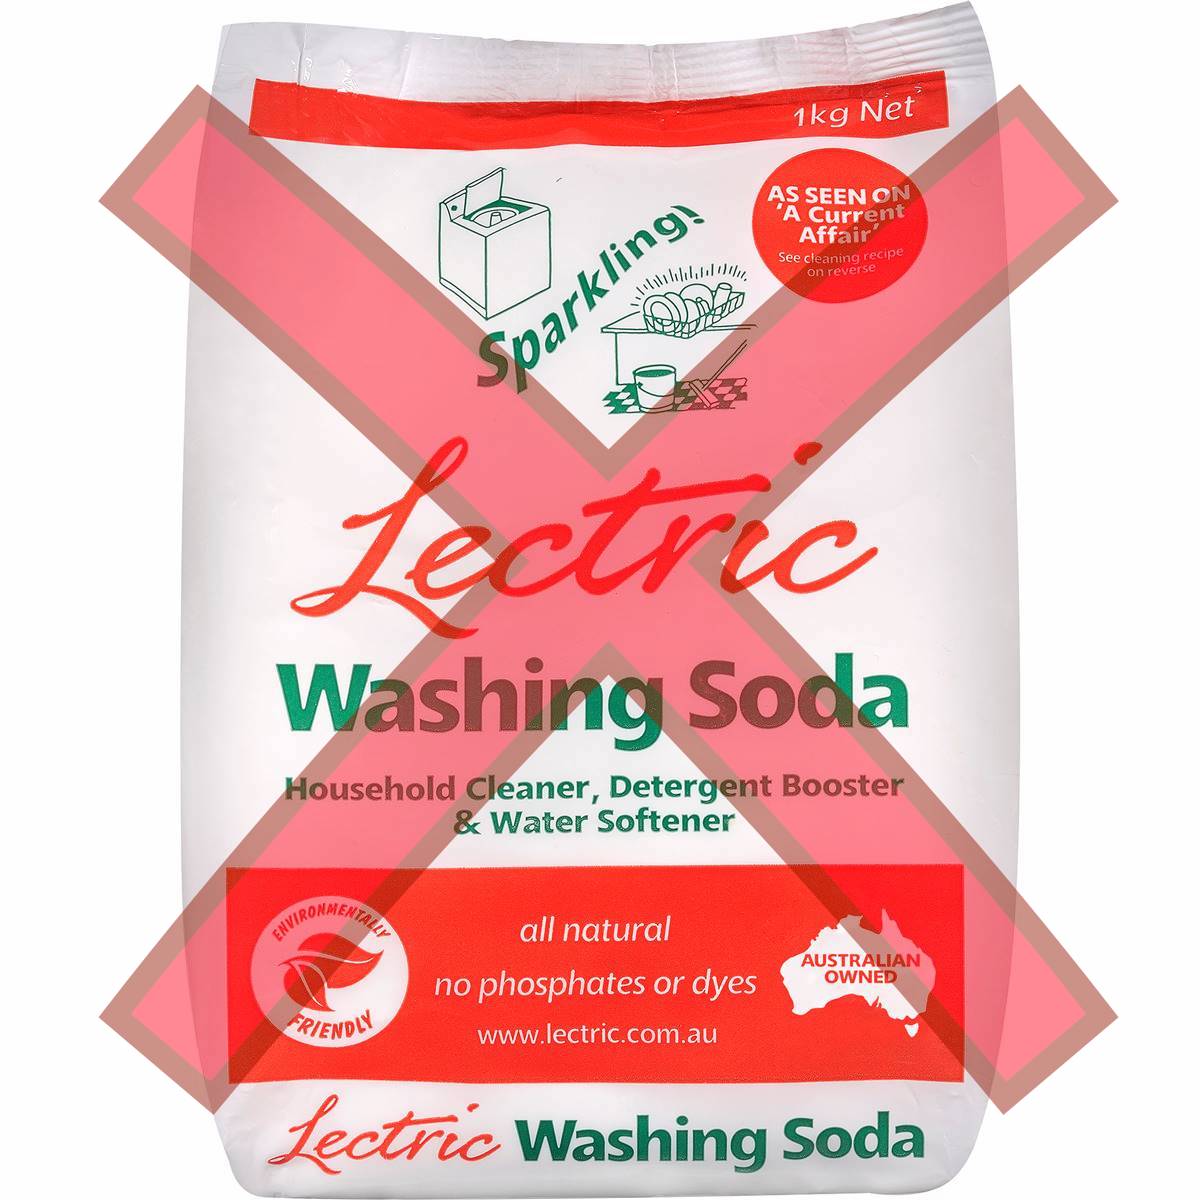 1kg Net
AS SEEN ON
'A Current
Affair'
See cleaning recipe
on reverse
Sparkling!
Lectric
Washing Soda
Household Cleaner, Detergent Booster
& Water Softener
ENVIRONMENTALLY
FRIENDLY
all natural
no phosphates or dyes
www.lectric.com.au
AUSTRALIAN
OWNED
Lectric Washing Soda